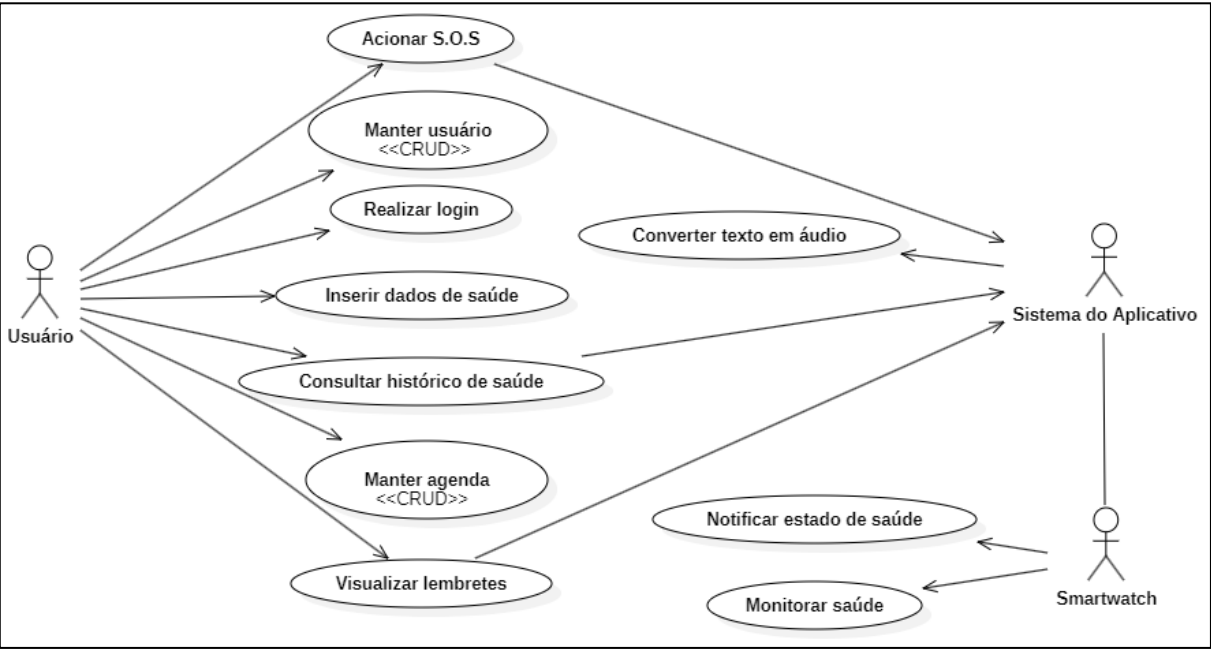 Acionar S.O.S
Manter usuário
<<CRUD>>
Realizar login
Converter texto em áudio
Inserir dados de saúde
Sistema do Aplicativo
Usuário
Consultar histórico de saúde
Manter agenda
<<CRUD>>
Notificar estado de saúde
Visualizar lembretes
Monitorar saúde
Smartwatch